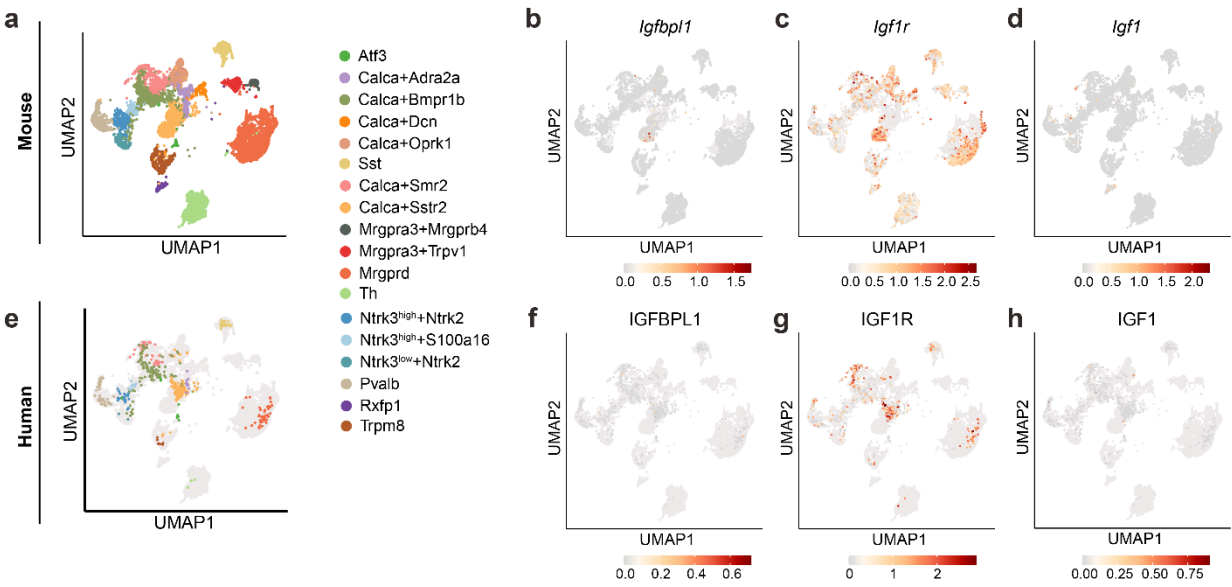 a
Mouse
UMAP2
UMAP1
Atf3
Calca+Adra2a
Calca+Bmpr1b
Calca+Dcn
Calca+Oprk1
Sst
Calca+Smr2
Calca+Sstr2
Mrgpra3+Mrgprb4
Mrgpra3+Trpv1
Mrgprd
Th
Ntrk3high+Ntrk2
Ntrk3high+S100a16
Ntrk3low+Ntrk2
Pvalb
Rxfp1
Trpm8
b
Igfbpl1
UMAP2
UMAP1
0.0 0.5 1.0 1.5
c
Igf1r
UMAP2
UMAP1
0.0 0.5 1.0 1.5 2.0 2.5
d
Igf1
UMAP2
UMAP1
0.0 0.5 1.0 1.5 2.0
e
Human
UMAP2
UMAP1
f
IGFBPL1
UMAP2
UMAP1
0.0 0.2 0.4 0.6
g
IGF1R
UMAP2
UMAP1
0 1 2
h
IGF1
UMAP2
UMAP1
0.00 0.25 0.50 0.75